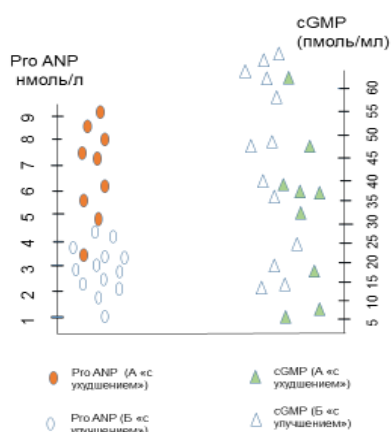 cGMP
(пмоль/мл)
Pro ANP
нмоль/л
9
8
7
6
5
4
3
2
1
60
55
50
45
40
35
30
25
20
15
10
5
Pro ANP (А «с
ухудшением»)
cGMP (А «с
ухудшением»)
Pro ANP (Б «с
улучшением»)
cGMP (Б «с
улучшением»)